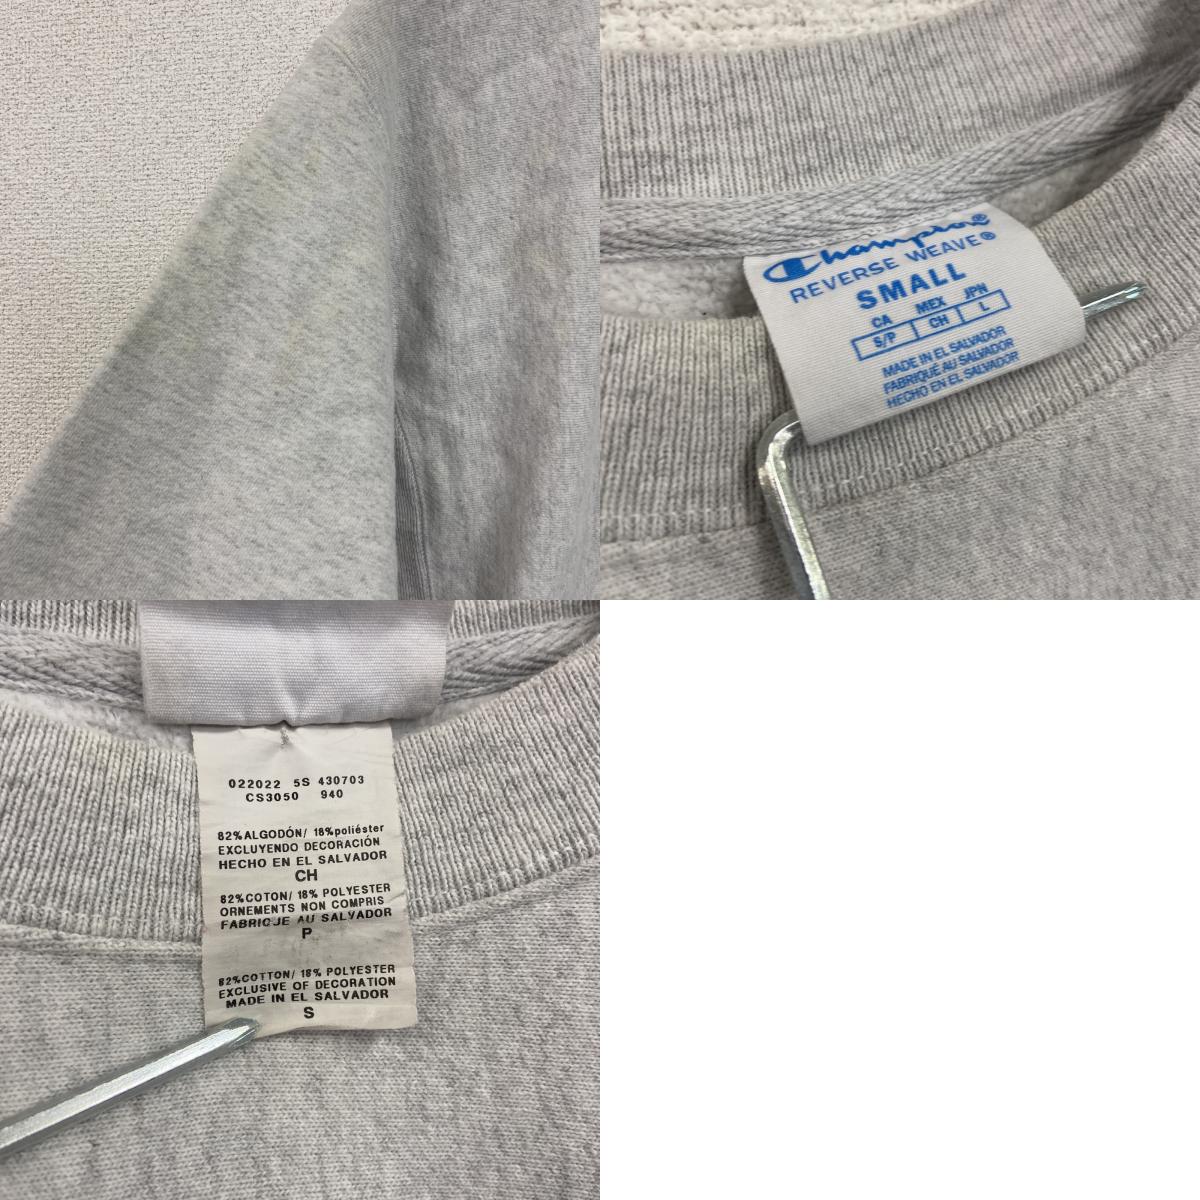 Champion®
REVERSE WEAVE®
SMALL
CA MEX JPN
S/P CH L
MADE IN EL SALVADOR
FABRIQUÉ AU SALVADOR
HECHO EN EL SALVADOR
022022 5S 430703
CS3050 940
82%ALGODÓN/ 18%poliéster
EXCLUYENDO DECORACIÓN
HECHO EN EL SALVADOR
CH
82%COTON/ 18% POLYESTER
ORNEMENTS NON COMPRIS
FABRICJE AU SALVADOR
P
82%COTTON/ 18% POLYESTER
EXCLUSIVE OF DECORATION
MADE IN EL SALVADOR
S